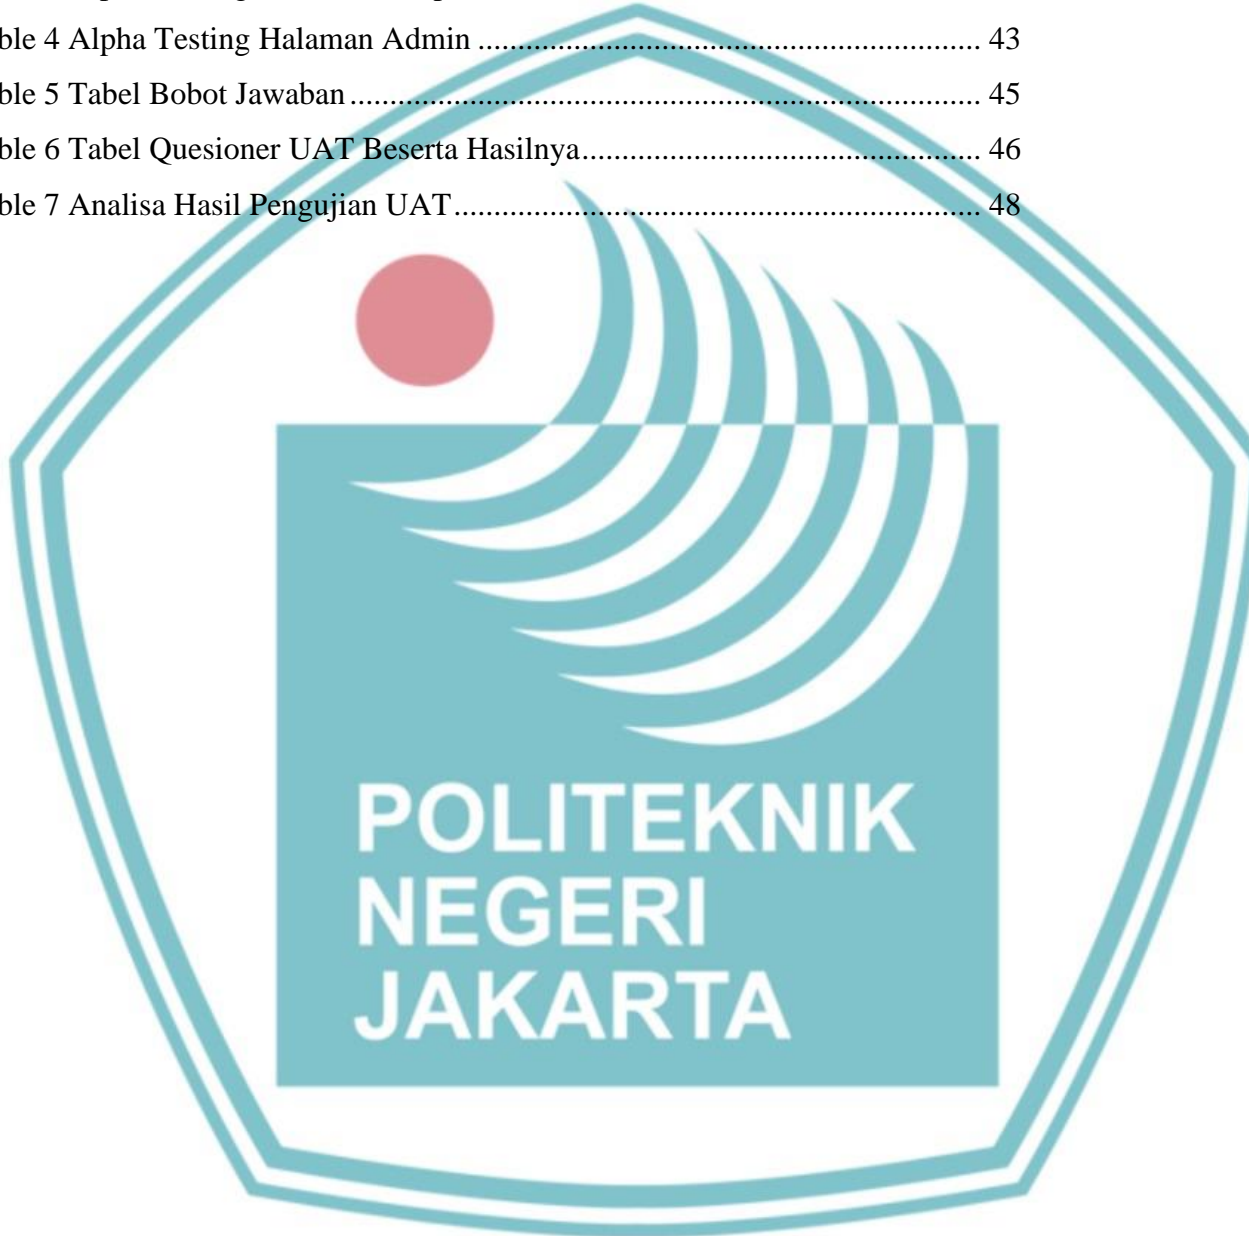 ble 4 Alpha Testing Halaman Admin ................................................................ 43
ble 5 Tabel Bobot Jawaban ................................................................................ 45
ble 6 Tabel Quesioner UAT Beserta Hasilnya.................................................. 46
ble 7 Analisa Hasil Pengujian UAT.................................................................. 48
POLITEKNIK
NEGERI
JAKARTA